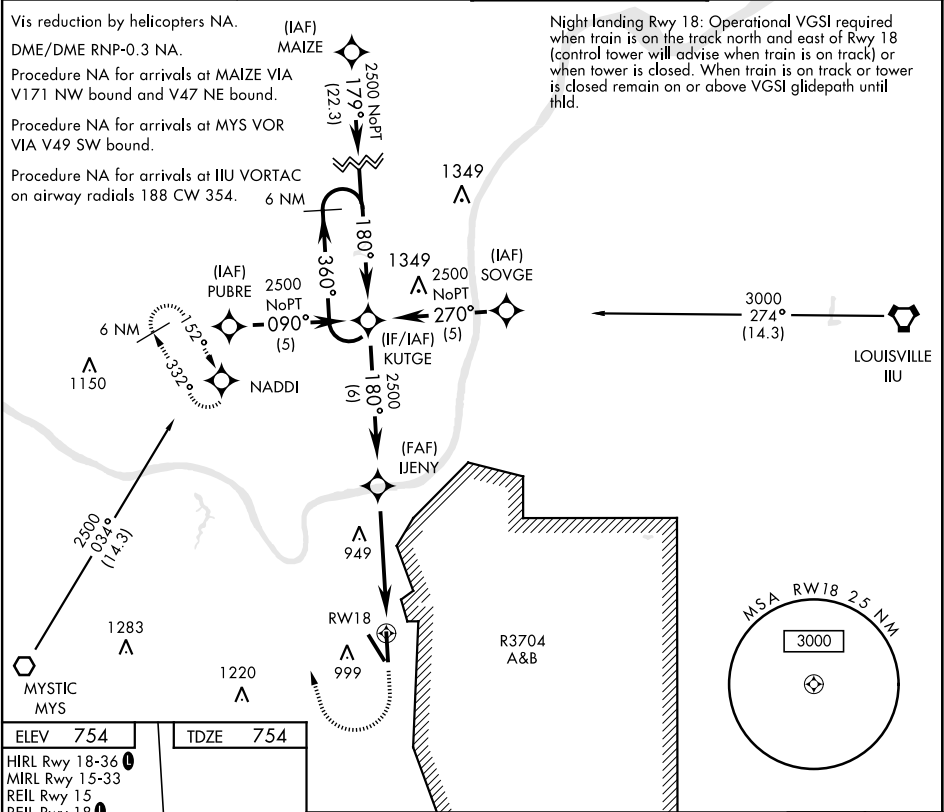 Vis reduction by helicopters NA.
DME/DME RNP-0.3 NA.
Procedure NA for arrivals at MAIZE VIA
V171 NW bound and V47 NE bound.
Procedure NA for arrivals at MYS VOR
VIA V49 SW bound.
Procedure NA for arrivals at IIU VORTAC
on airway radials 188 CW 354.
Night landing Rwy 18: Operational VGSI required
when train is on the track north and east of Rwy 18
(control tower will advise when train is on track) or
when tower is closed. When train is on track or tower
is closed remain on or above VGSI glidepath until
thld.
(IAF)
MAIZE
2500 NoPT
179°
(22.3)
6 NM
180°
360°
1349
1349
(IAF)
PUBRE
2500
NoPT
090°
(5)
2500
NoPT
270°
(5)
(IAF)
SOVGE
(IF/IAF)
KUTGE
3000
274°
(14.3)
LOUISVILLE
IIU
6 NM
152°
332°
NADDI
1150
2500
180°
(6)
(FAF)
IJENY
2500
034°
(14.3)
949
RW18
999
1283
1220
MYSTIC
MYS
R3704
A&B
MSA RW18 25 NM
3000
ELEV 754
TDZE 754
HIRL Rwy 18-36 L
MIRL Rwy 15-33
REIL Rwy 15
REIL Rwy 18 L